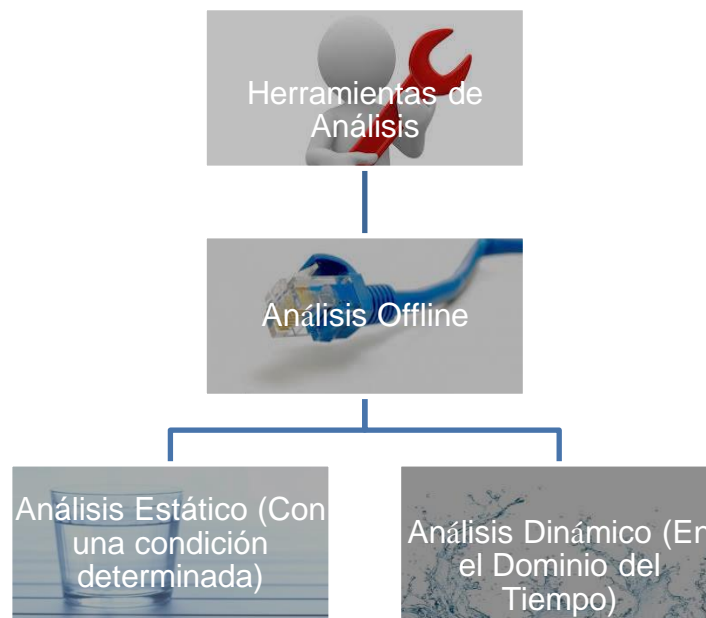 Herramientas de
Análisis
Análisis Offline
Análisis Estático (Con
una condición
determinada)
Análisis Dinámico (En
el Dominio del
Tiempo)